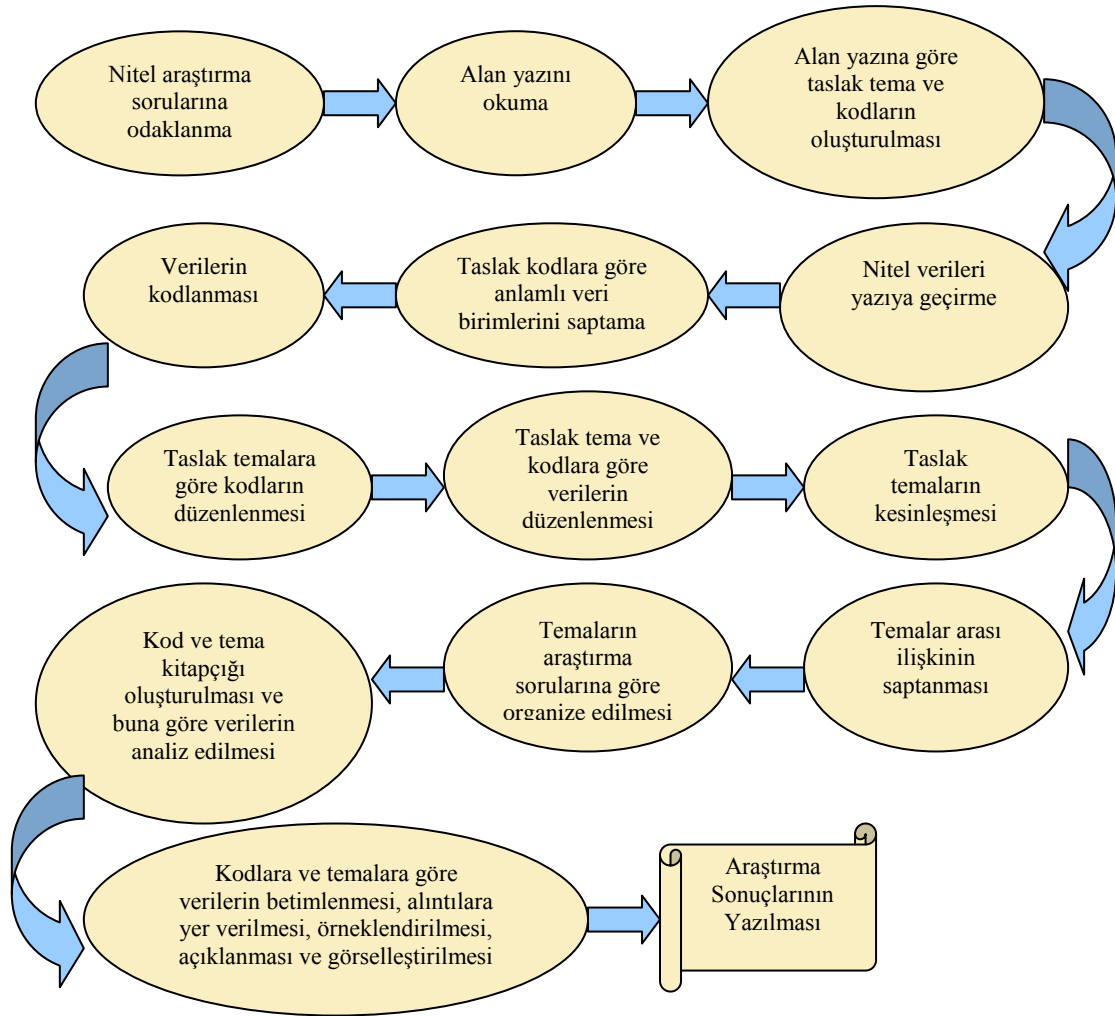 Nitel araştırma
sorularına
odaklanma
Alan yazını
okuma
Alan yazına göre
taslak tema ve
kodların
oluşturulması
Nitel verileri
yazıya geçirme
Taslak kodlara göre
anlamlı veri
birimlerini saptama
Verilerin
kodlanması
Taslak temalara
göre kodların
düzenlenmesi
Taslak tema ve
kodlara göre
verilerin
düzenlenmesi
Taslak
temaların
kesinleşmesi
Temalar arası
ilişkinin
saptanması
Temaların
araştırma
sorularına göre
organize edilmesi
Kod ve tema
kitapçığı
oluşturulması ve
buna göre verilerin
analiz edilmesi
Kodlara ve temalara göre
verilerin betimlenmesi, alıntılara
yer verilmesi, örneklendirilmesi,
açıklanması ve görselleştirilmesi
Araştırma
Sonuçlarının
Yazılması